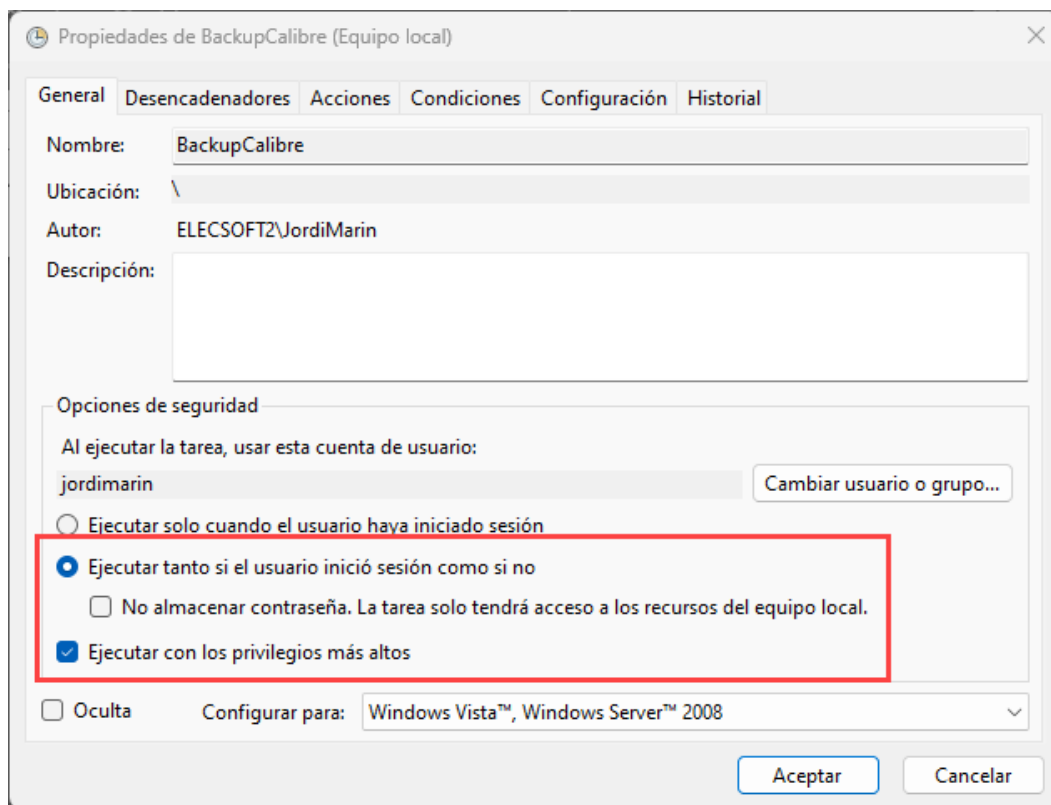 Propiedades de BackupCalibre (Equipo local)
General Desencadenadores Acciones Condiciones Configuración Historial
Nombre: BackupCalibre
Ubicación: \
Autor: ELECSOFT2\JordiMarin
Descripción:
Opciones de seguridad
Al ejecutar la tarea, usar esta cuenta de usuario:
jordimarin Cambiar usuario o grupo...
Ejecutar solo cuando el usuario haya iniciado sesión
Ejecutar tanto si el usuario inició sesión como si no
No almacenar contraseña. La tarea solo tendrá acceso a los recursos del equipo local.
Ejecutar con los privilegios más altos
Oculta Configurar para: Windows Vista™, Windows Server™ 2008
Aceptar Cancelar